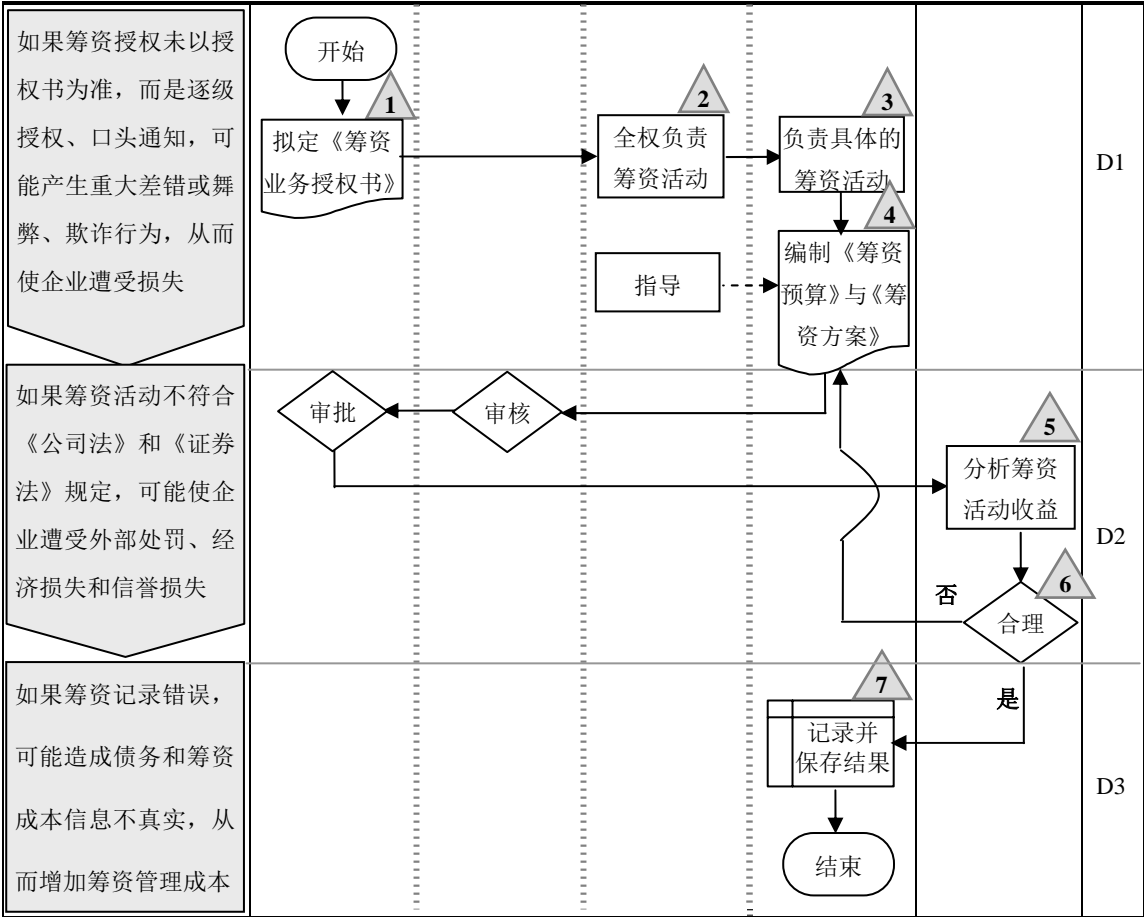 如果筹资授权未以授
权书为准，而是逐级
授权、口头通知，可
能产生重大差错或舞
弊、欺诈行为，从而
使企业遭受损失
开始
1
拟定《筹资
业务授权书》
2
全权负责
筹资活动
3
负责具体的
筹资活动
4
指导
编制《筹资
预算》与《筹
资方案》
D1
如果筹资活动不符合
《公司法》和《证券
法》规定，可能使企
业遭受外部处罚、经
济损失和信誉损失
审批
审核
5
分析筹资
活动收益
6
否
合理
D2
如果筹资记录错误，
可能造成债务和筹资
成本信息不真实，从
而增加筹资管理成本
是
7
记录并
保存结果
结束
D3